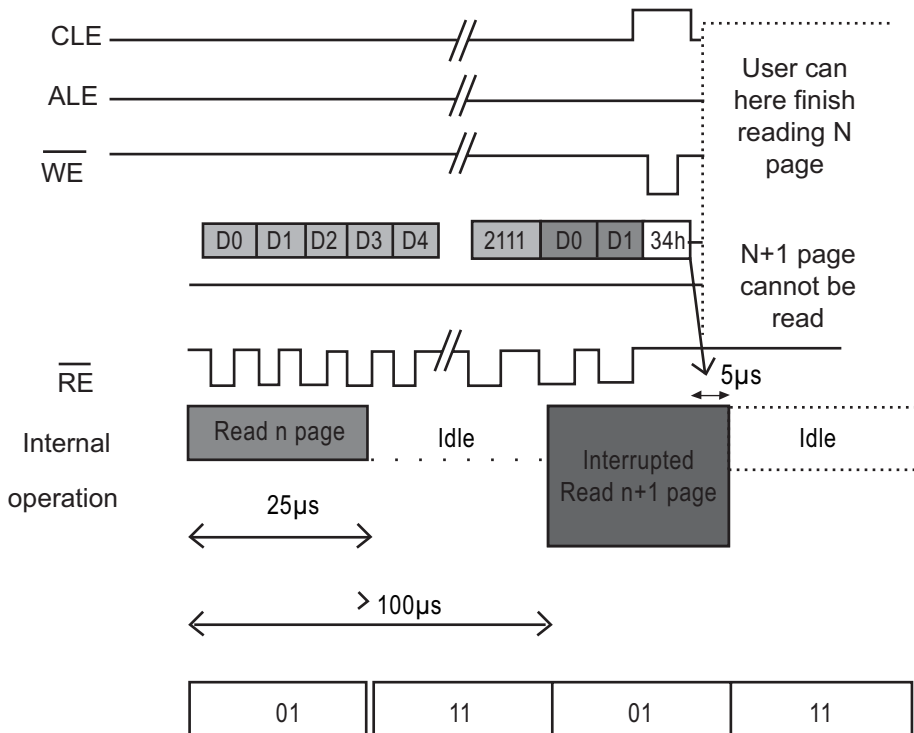 CLE
ALE
WE
User can
here finish
reading N
page
D0 D1 D2 D3 D4 2111 D0 D1 34h
N+1 page
cannot be
read
RE
5µs
Internal
operation
Read n page
Idle
Interrupted
Read n+1 page
Idle
25µs
> 100µs
01 11 01 11